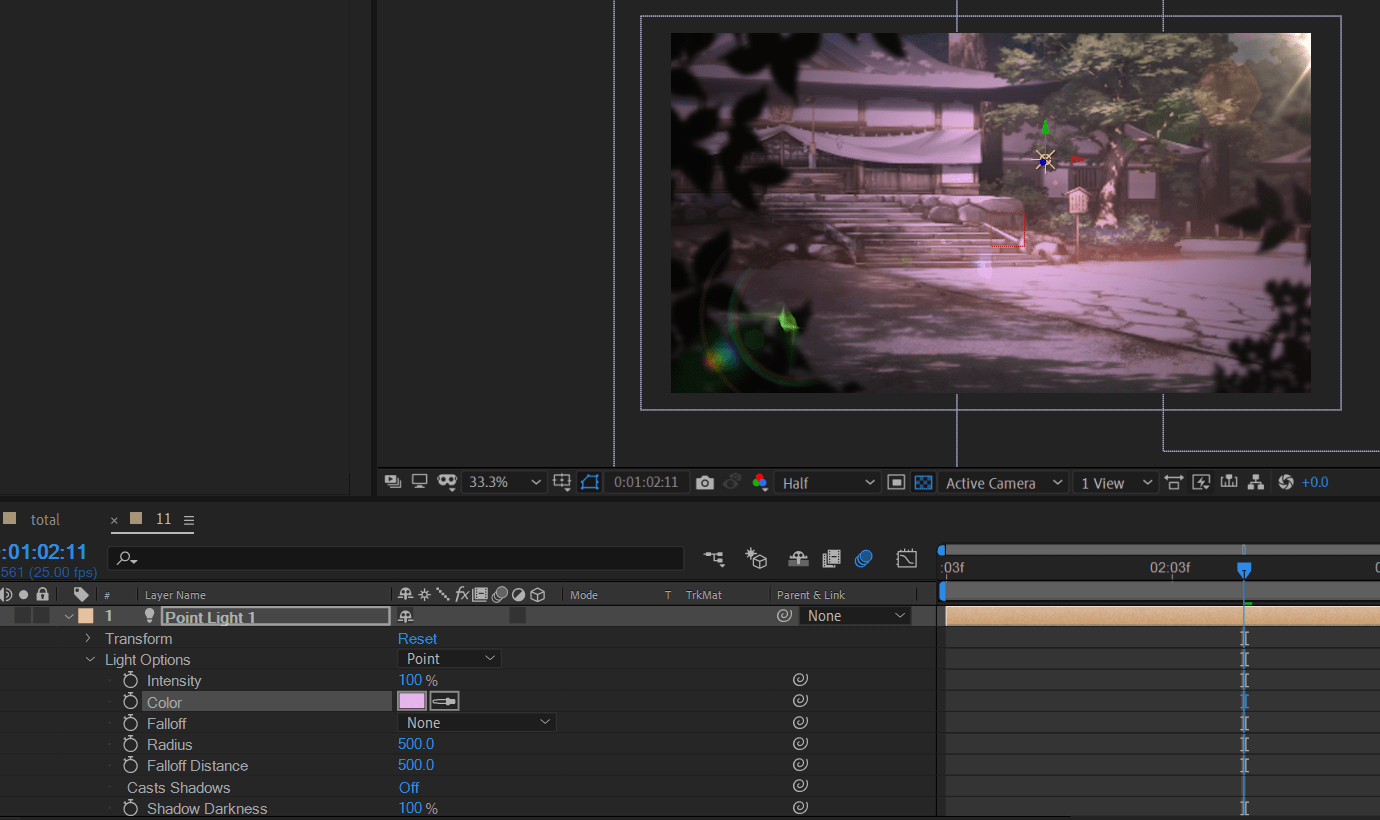 33.3%
0:01:02:11
Half
Active Camera
1 View
+0.0
total
× 11
:01:02:11
561 (25.00 fps)
:03f
02:03f
# Layer Name
fx
Mode
T TrkMat
Parent & Link
1 Point Light 1
None
Transform
Reset
Light Options
Point
Intensity
100 %
Color
Falloff
None
Radius
500.0
Falloff Distance
500.0
Casts Shadows
Off
Shadow Darkness
100 %